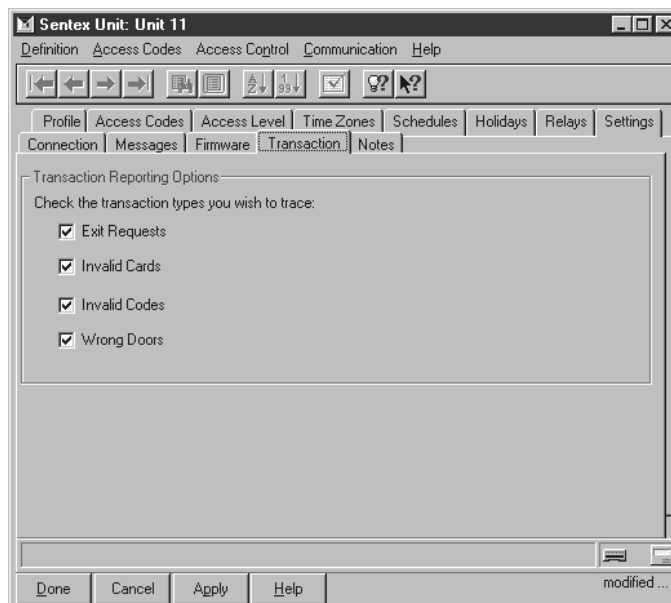 Sentex Unit: Unit 11
Definition Access Codes Access Control Communication Help
Profile Access Codes Access Level Time Zones Schedules Holidays Relays Settings
Connection Messages Firmware Transaction Notes
Transaction Reporting Options
Check the transaction types you wish to trace:
Exit Requests
Invalid Cards
Invalid Codes
Wrong Doors
Done Cancel Apply Help modified ...